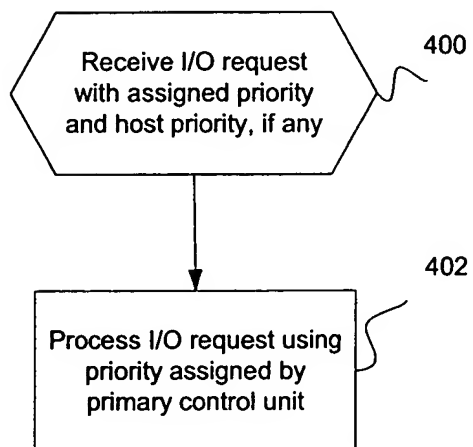 Receive I/O request
with assigned priority
and host priority, if any
400
402
Process I/O request using
priority assigned by
primary control unit